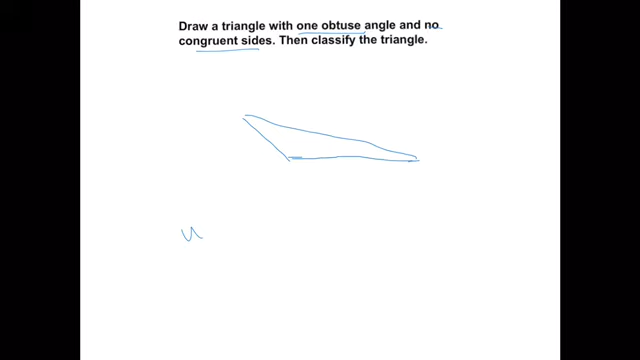 Draw a triangle with one obtuse angle and no
congruent sides. Then classify the triangle.